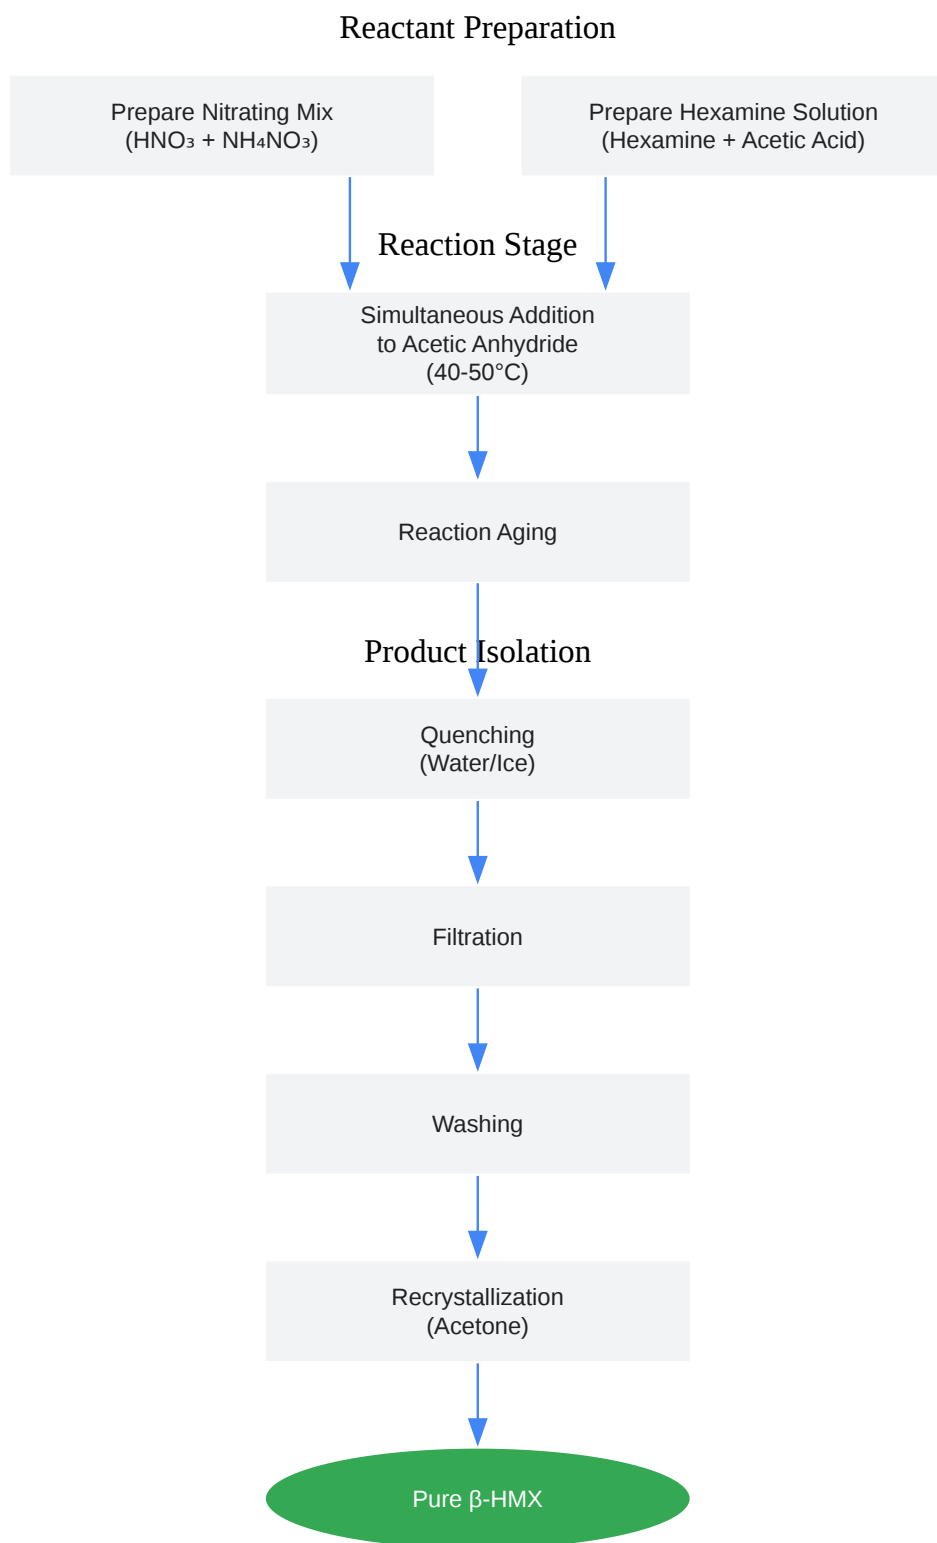 Reactant Preparation
Prepare Nitrating Mix
(HNO₃ + NH₄NO₃)
Prepare Hexamine Solution
(Hexamine + Acetic Acid)
Reaction Stage
Simultaneous Addition
to Acetic Anhydride
(40-50°C)
Reaction Aging
Product Isolation
Quenching
(Water/Ice)
Filtration
Washing
Recrystallization
(Acetone)
Pure β-HMX